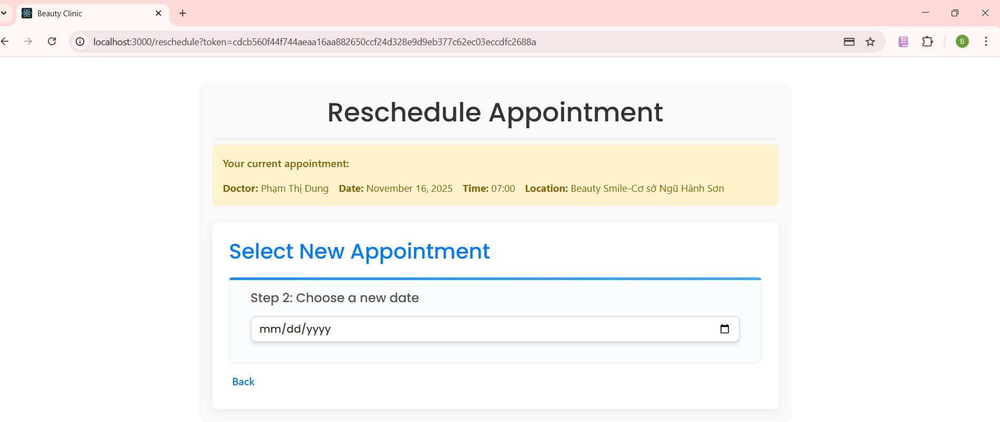 Beauty Clinic
localhost:3000/reschedule?token=cdcb560f44f744aeaa16aa882650ccf24d328e9d9eb377c62ec03eccdfc2688a
B
Reschedule Appointment
Your current appointment:
Doctor: Phạm Thị Dung Date: November 16, 2025 Time: 07:00 Location: Beauty Smile-Cơ sở Ngũ Hành Sơn
Select New Appointment
Step 2: Choose a new date
mm/dd/yyyy
Back